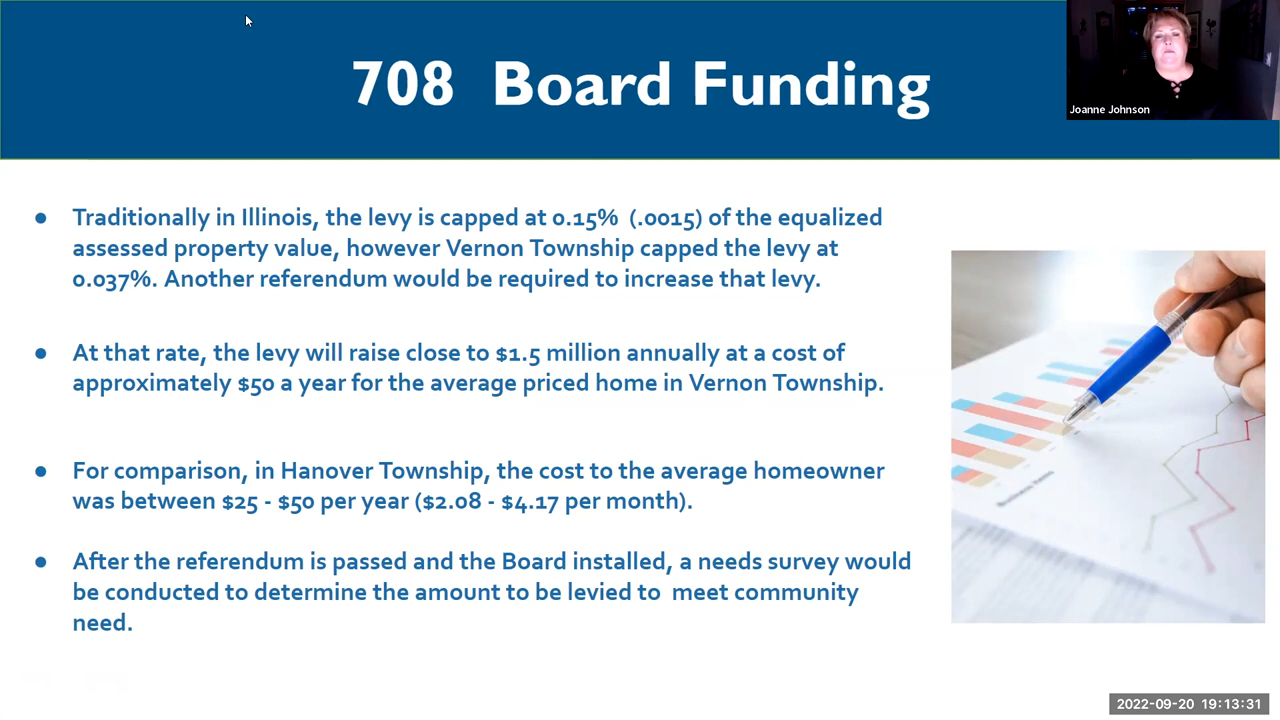 708 Board Funding
Joanne Johnson
● Traditionally in Illinois, the levy is capped at 0.15% (.0015) of the equalized
assessed property value, however Vernon Township capped the levy at
0.037%. Another referendum would be required to increase that levy.
● At that rate, the levy will raise close to $1.5 million annually at a cost of
approximately $50 a year for the average priced home in Vernon Township.
● For comparison, in Hanover Township, the cost to the average homeowner
was between $25 - $50 per year ($2.08 - $4.17 per month).
● After the referendum is passed and the Board installed, a needs survey would
be conducted to determine the amount to be levied to meet community
need.
2022-09-20 19:13:31